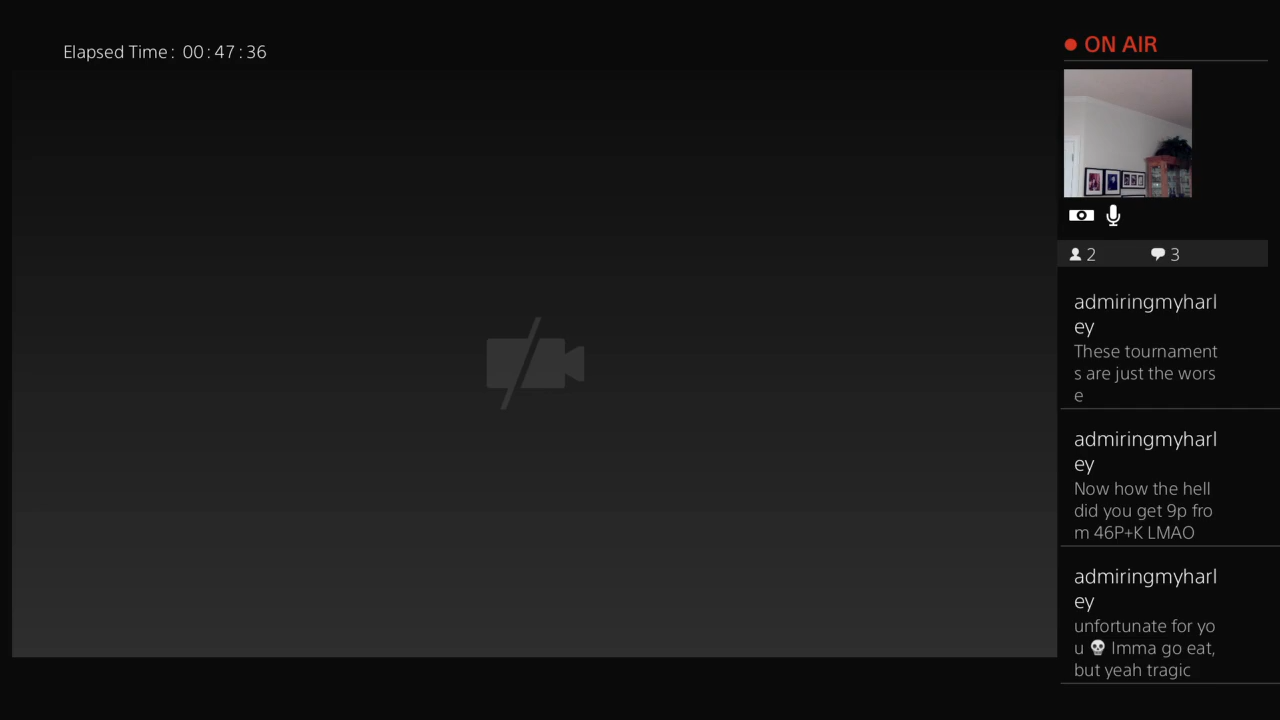 Elapsed Time: 00:47:36
ON AIR
2 3
admiringmyharl
ey
These tournament
s are just the wors
e
admiringmyharl
ey
Now how the hell
did you get 9p fro
m 46P+K LMAO
admiringmyharl
ey
unfortunate for yo
u 💀 Imma go eat,
but yeah tragic